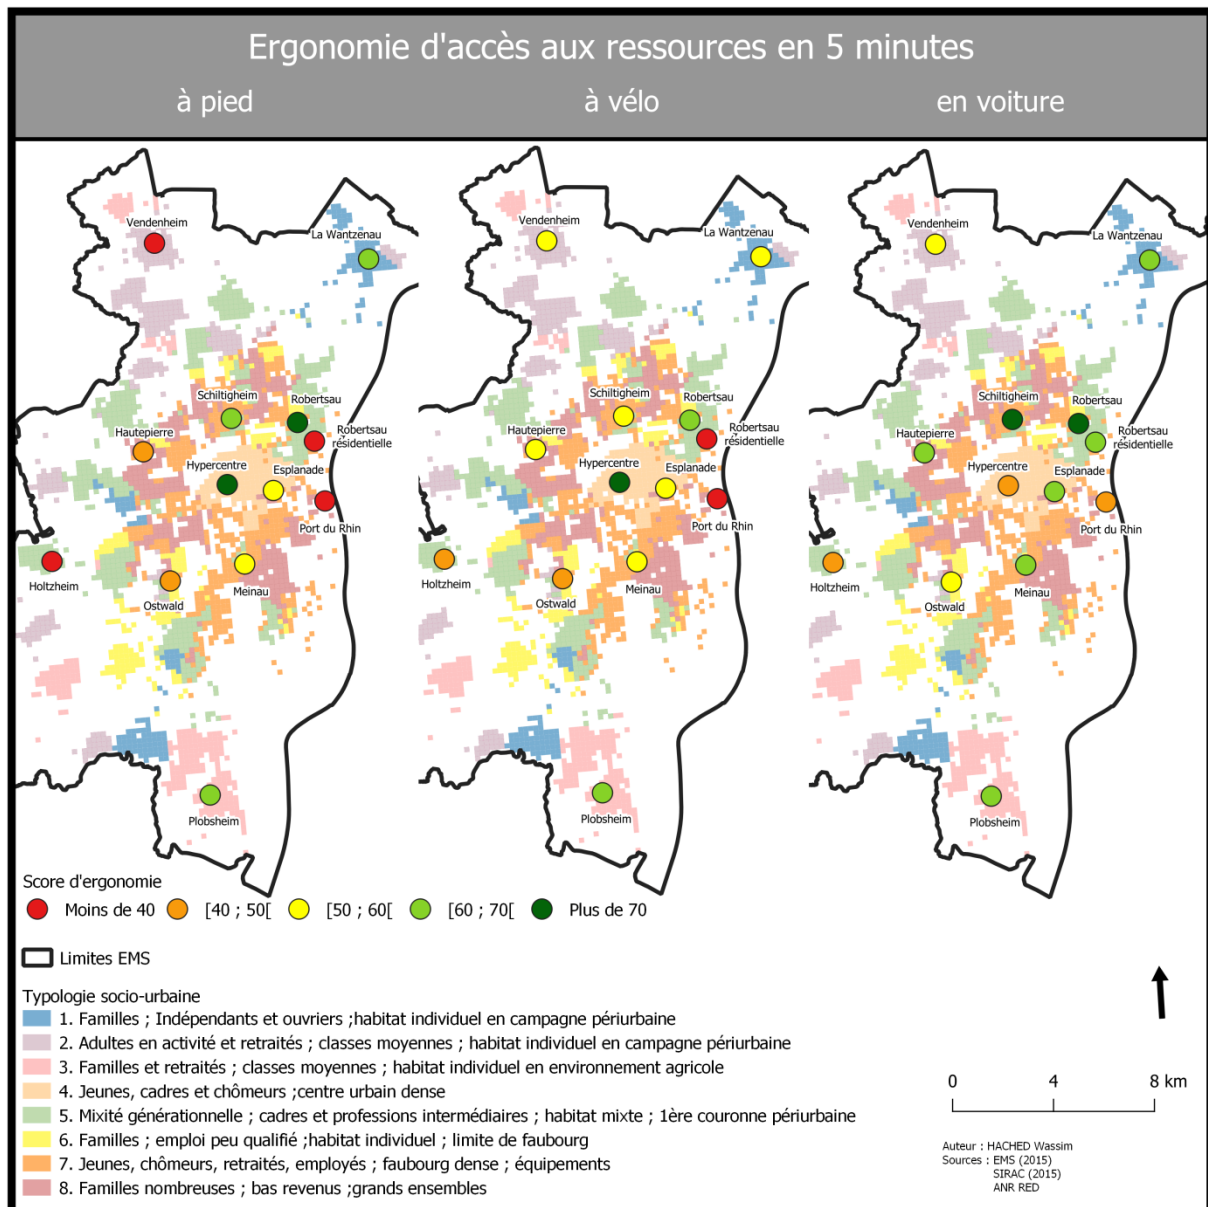 Ergonomie d'accès aux ressources en 5 minutes
à pied
à vélo
en voiture
Vendenheim
La Wantzenau
Schiltigheim
Robertsau
Robertsau
résidentielle
Hautepierre
Hypercentre
Esplanade
Port du Rhin
Holtzheim
Ostwald
Meinau
Plobsheim
Vendenheim
La Wantzenau
Schiltigheim
Robertsau
Robertsau
résidentielle
Hautepierre
Hypercentre
Esplanade
Port du Rhin
Holtzheim
Ostwald
Meinau
Plobsheim
Vendenheim
La Wantzenau
Schiltigheim
Robertsau
Robertsau
résidentielle
Hautepierre
Hypercentre
Esplanade
Port du Rhin
Holtzheim
Ostwald
Meinau
Plobsheim
Score d'ergonomie
Moins de 40
[40 ; 50[
[50 ; 60[
[60 ; 70[
Plus de 70
Limites EMS
Typologie socio-urbaine
1. Familles ; Indépendants et ouvriers ;habitat individuel en campagne périurbaine
2. Adultes en activité et retraités ; classes moyennes ; habitat individuel en campagne périurbaine
3. Familles et retraités ; classes moyennes ; habitat individuel en environnement agricole
4. Jeunes, cadres et chômeurs ;centre urbain dense
5. Mixité générationnelle ; cadres et professions intermédiaires ; habitat mixte ; 1ère couronne périurbaine
6. Familles ; emploi peu qualifié ;habitat individuel ; limite de faubourg
7. Jeunes, chômeurs, retraités, employés ; faubourg dense ; équipements
8. Familles nombreuses ; bas revenus ;grands ensembles
0 4 8 km
Auteur : HACHED Wassim
Sources : EMS (2015)
SIRAC (2015)
ANR RED